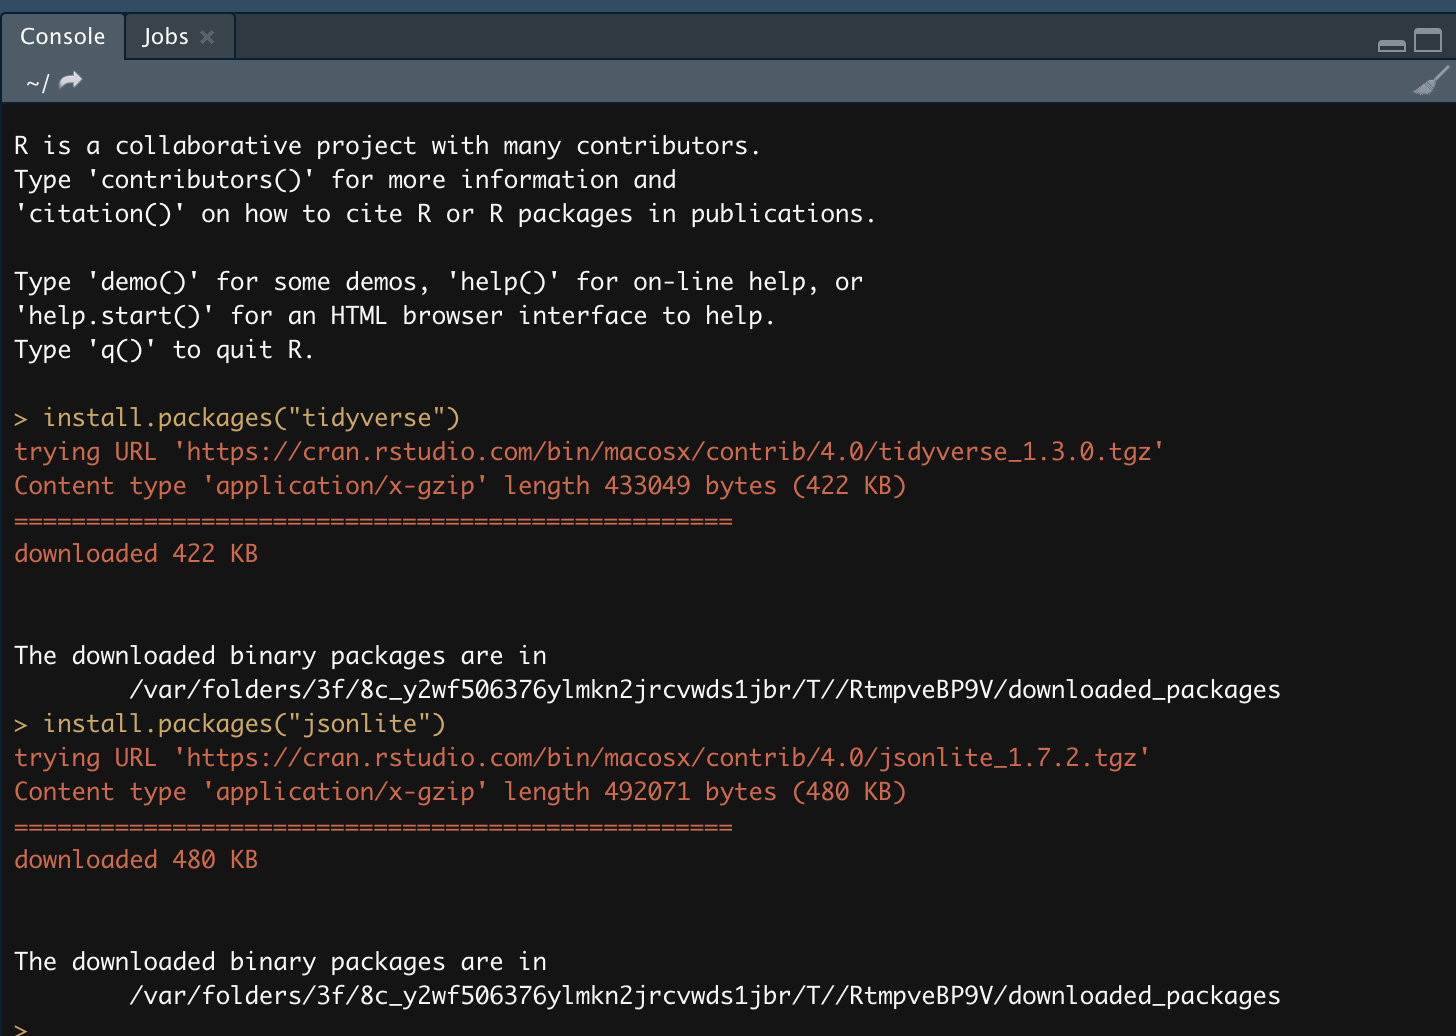 Console
Jobs
~/
R is a collaborative project with many contributors.
Type 'contributors()' for more information and
'citation()' on how to cite R or R packages in publications.
Type 'demo()' for some demos, 'help()' for on-line help, or
'help.start()' for an HTML browser interface to help.
Type 'q()' to quit R.
> install.packages("tidyverse")
trying URL 'https://cran.rstudio.com/bin/macosx/contrib/4.0/tidyverse_1.3.0.tgz'
Content type 'application/x-gzip' length 433049 bytes (422 KB)
==================================================
downloaded 422 KB
The downloaded binary packages are in
	/var/folders/3f/8c_y2wf506376ylmkn2jrcvwds1jbr/T//RtmpveBP9V/downloaded_packages
> install.packages("jsonlite")
trying URL 'https://cran.rstudio.com/bin/macosx/contrib/4.0/jsonlite_1.7.2.tgz'
Content type 'application/x-gzip' length 492071 bytes (480 KB)
==================================================
downloaded 480 KB
The downloaded binary packages are in
	/var/folders/3f/8c_y2wf506376ylmkn2jrcvwds1jbr/T//RtmpveBP9V/downloaded_packages
>